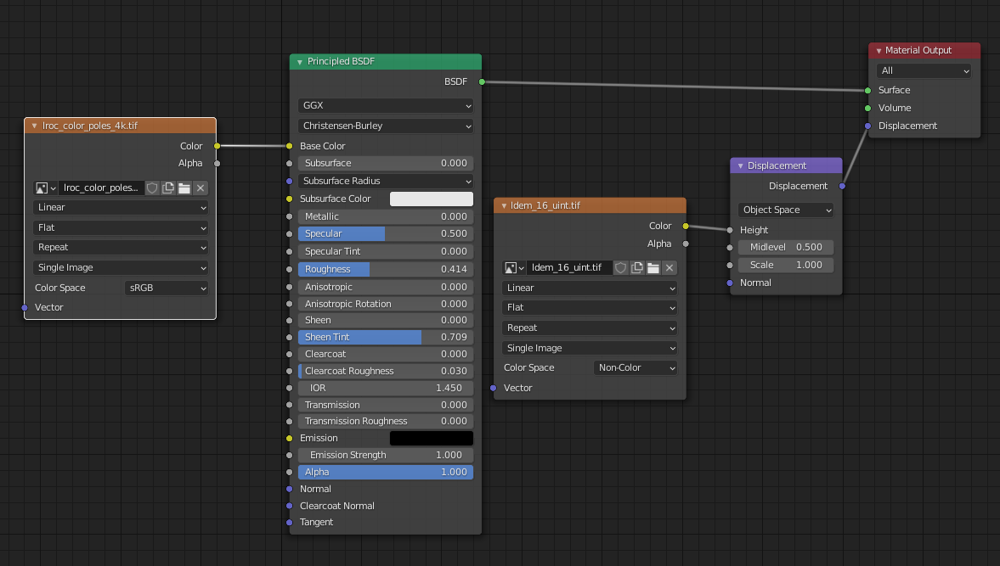 lroc_color_poles_4k.tif
Color
Alpha
lroc_color_poles...
Linear
Flat
Repeat
Single Image
Color Space sRGB
Vector
Principled BSDF
BSDF
GGX
Christensen-Burley
Base Color
Subsurface 0.000
Subsurface Radius
Subsurface Color
Metallic 0.000
Specular 0.500
Specular Tint 0.000
Roughness 0.414
Anisotropic 0.000
Anisotropic Rotation 0.000
Sheen 0.000
Sheen Tint 0.709
Clearcoat 0.000
Clearcoat Roughness 0.030
IOR 1.450
Transmission 0.000
Transmission Roughness 0.000
Emission
Emission Strength 1.000
Alpha 1.000
Normal
Clearcoat Normal
Tangent
ldem_16_uint.tif
Color
Alpha
ldem_16_uint.tif
Linear
Flat
Repeat
Single Image
Color Space Non-Color
Vector
Displacement
Displacement
Object Space
Height
Midlevel 0.500
Scale 1.000
Normal
Material Output
All
Surface
Volume
Displacement